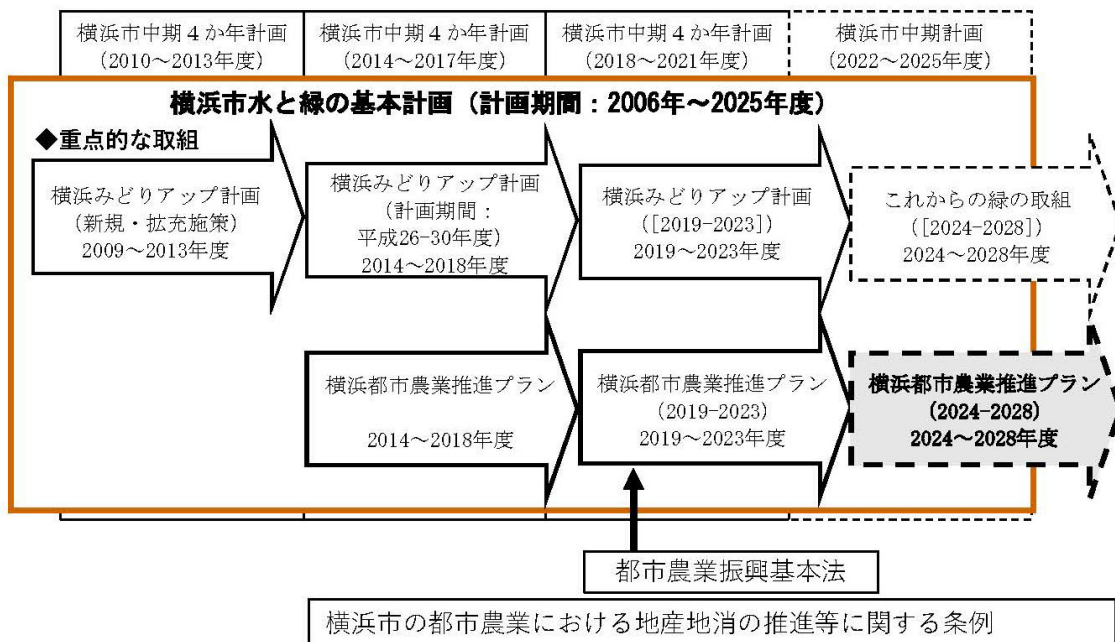 横浜市中期４か年計画
(2010～2013年度)
横浜市中期４か年計画
(2014～2017年度)
横浜市中期４か年計画
(2018～2021年度)
横浜市中期計画
(2022～2025年度)
横浜市水と緑の基本計画（計画期間：2006年～2025年度）
◆重点的な取組
横浜みどりアップ計画
(新規・拡充施策)
2009～2013年度
横浜みどりアップ計画
(計画期間：
平成26-30年度)
2014～2018年度
横浜みどりアップ計画
([2019-2023])
2019～2023年度
これからの緑の取組
([2024-2028])
2024～2028年度
横浜都市農業推進プラン
2014～2018年度
横浜都市農業推進プラン
(2019-2023)
2019～2023年度
横浜都市農業推進プラン
(2024-2028)
2024～2028年度
都市農業振興基本法
横浜市の都市農業における地産地消の推進等に関する条例